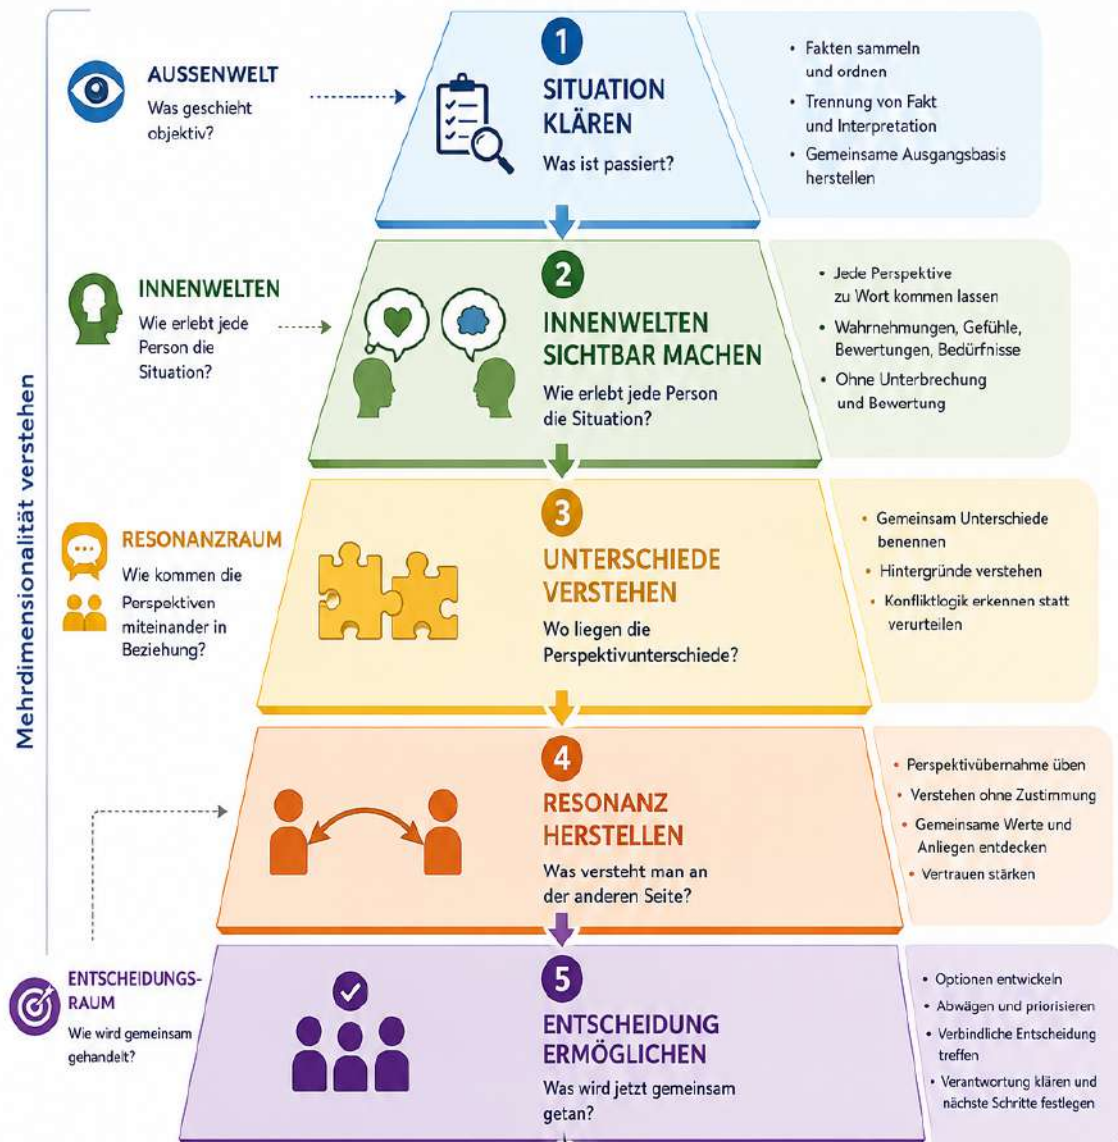 Mehrdimensionalität verstehen
AUSSENWELT
Was geschieht
objektiv?
1
SITUATION
KLÄREN
Was ist passiert?
• Fakten sammeln
und ordnen
• Trennung von Fakt
und Interpretation
• Gemeinsame Ausgangsbasis
herstellen
INNENWELTEN
Wie erlebt jede
Person die
Situation?
2
INNENWELTEN
SICHTBAR MACHEN
Wie erlebt jede Person
die Situation?
• Jede Perspektive
zu Wort kommen lassen
• Wahrnehmungen, Gefühle,
Bewertungen, Bedürfnisse
• Ohne Unterbrechung
und Bewertung
RESONANZRAUM
Wie kommen die
Perspektiven
miteinander in
Beziehung?
3
UNTERSCHIEDE
VERSTEHEN
Wo liegen die
Perspektivunterschiede?
• Gemeinsam Unterschiede
benennen
• Hintergründe verstehen
• Konfliktlogik erkennen statt
verurteilen
4
RESONANZ
HERSTELLEN
Was versteht man an
der anderen Seite?
• Perspektivübernahme üben
• Verstehen ohne Zustimmung
• Gemeinsame Werte und
Anliegen entdecken
• Vertrauen stärken
ENTSCHEIDUNGS-
RAUM
Wie wird gemeinsam
gehandelt?
5
ENTSCHEIDUNG
ERMÖGLICHEN
Was wird jetzt gemeinsam
getan?
• Optionen entwickeln
• Abwägen und priorisieren
• Verbindliche Entscheidung
treffen
• Verantwortung klären und
nächste Schritte festlegen